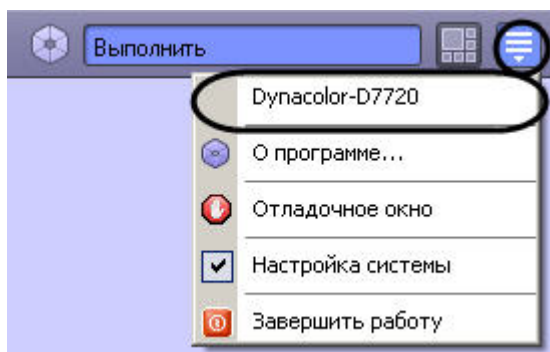 Выполнить
Dynacolor-D7720
О программе...
Отладочное окно
Настройка системы
Завершить работу